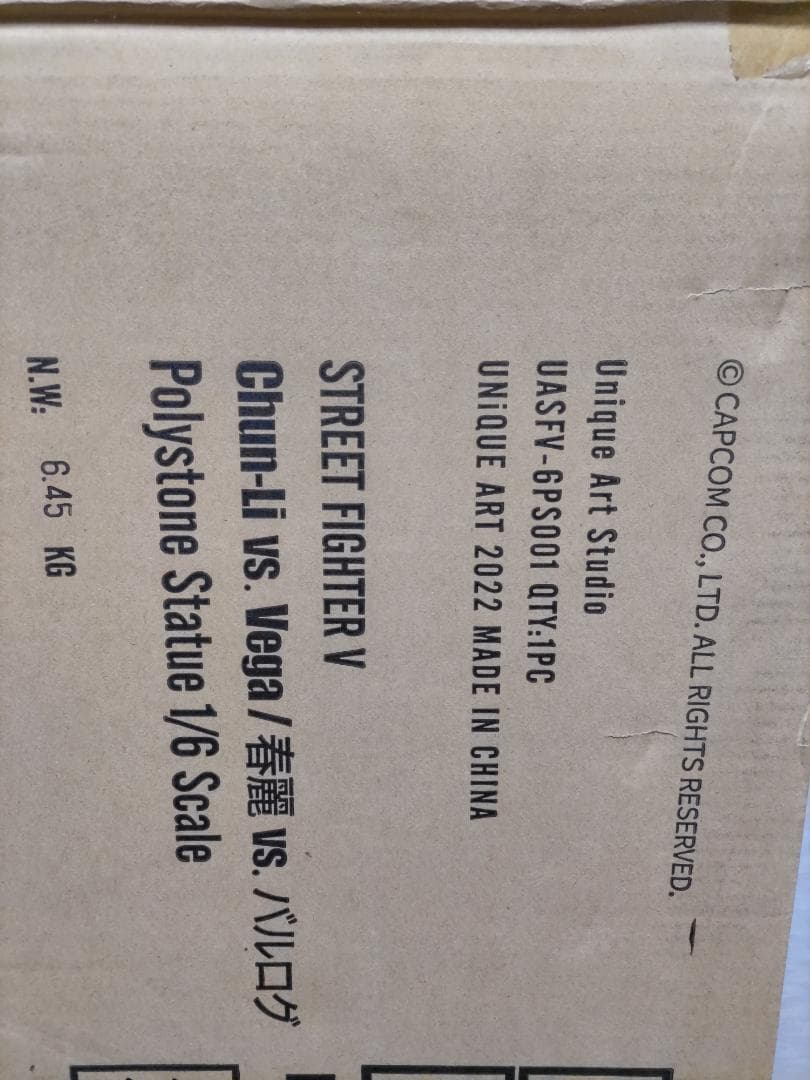 © CAPCOM CO., LTD. ALL RIGHTS RESERVED.
Unique Art Studio
UASFV-6PS001 QTY:1PC
UNiQUE ART 2022 MADE IN CHINA
STREET FIGHTER V
Chun-Li vs. Vega / 春麗 vs. バルログ
Polystone Statue 1/6 Scale
N.W: 6.45 KG